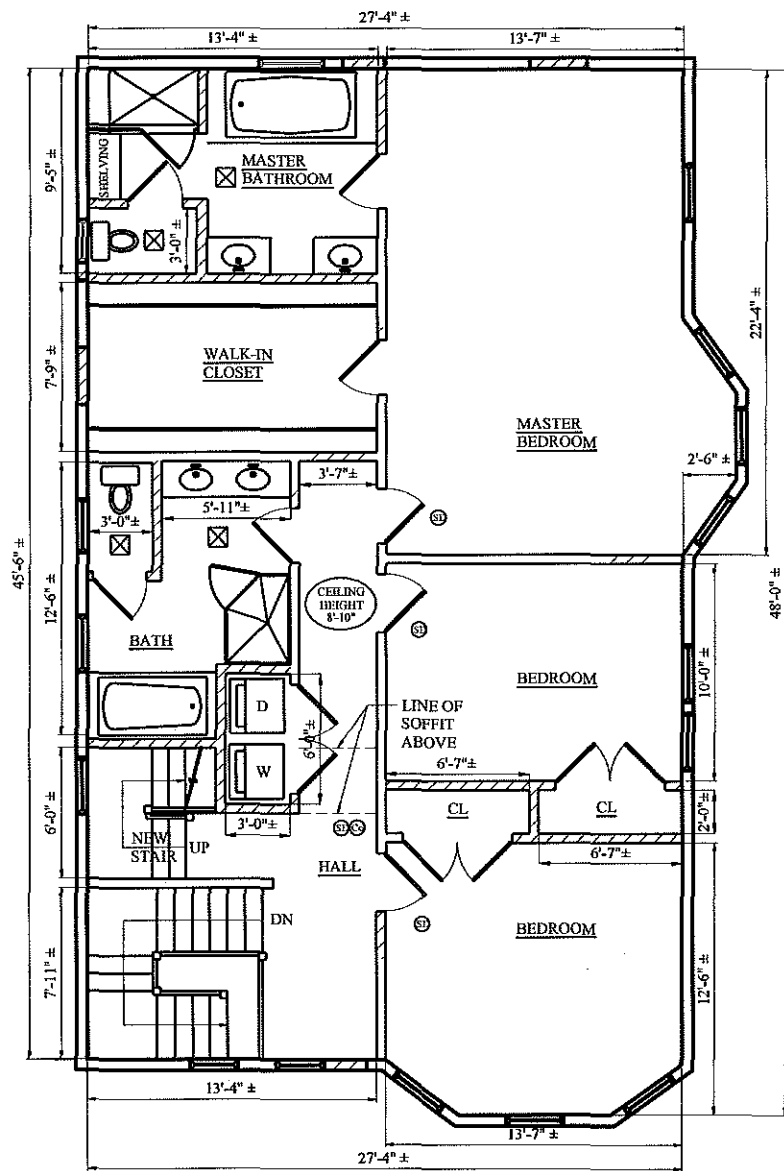 27'-4" ±
13'-4" ±
13'-7" ±
SHELVING
MASTER
BATHROOM
9'-5" ±
3'-0" ±
22'-4" ±
WALK-IN
CLOSET
7'-9" ±
MASTER
BEDROOM
2'-6" ±
3'-7" ±
5'-11" ±
3'-0" ±
SD
45'-6" ±
48'-0" ±
12'-6" ±
CEILING
HEIGHT
8'-10"
SD
BATH
BEDROOM
10'-0" ±
D
W
6'-0" ±
LINE OF
SOFFIT
ABOVE
6'-7" ±
CL
CL
2'-0" ±
6'-0" ±
NEW
STAIR
UP
3'-0" ±
SD Co
HALL
6'-7" ±
SD
BEDROOM
DN
7'-11" ±
12'-6" ±
13'-4" ±
13'-7" ±
27'-4" ±